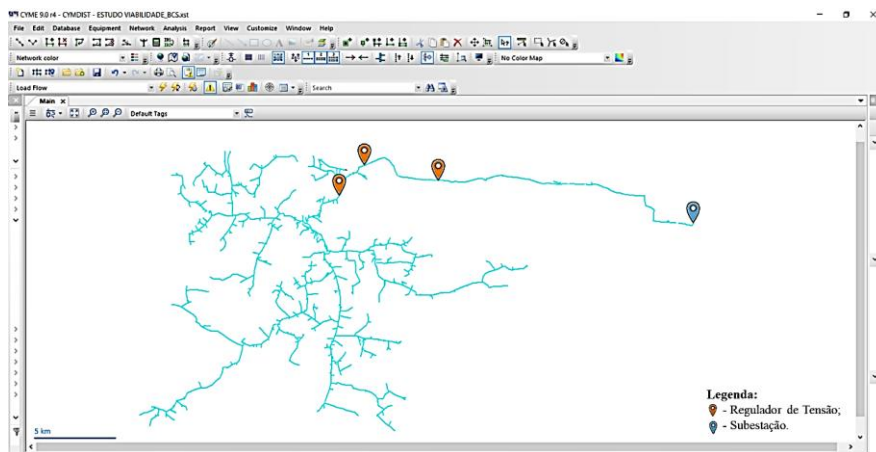 CYME 9.0 r4 - CYMDIST - ESTUDO VIABILIDADE_BCS.xst
File Edit Database Equipment Network Analysis Report View Customize Window Help
Network color
No Color Map
Load Flow
Search
Main
Default Tags
Legenda:
- Regulador de Tensão;
- Subestação.
5 km